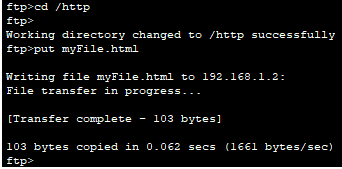 ftp>cd /http
ftp>
Working directory changed to /http successfully
ftp>put myFile.html
Writing file myFile.html to 192.168.1.2:
File transfer in progress...
[Transfer complete - 103 bytes]
103 bytes copied in 0.062 secs (1661 bytes/sec)
ftp>